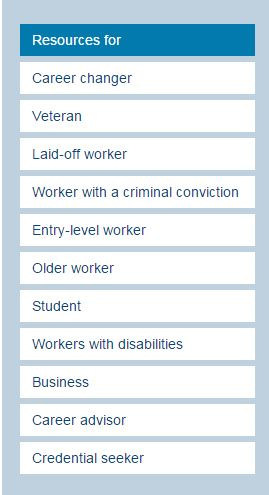 Resources for
Career changer
Veteran
Laid-off worker
Worker with a criminal conviction
Entry-level worker
Older worker
Student
Workers with disabilities
Business
Career advisor
Credential seeker